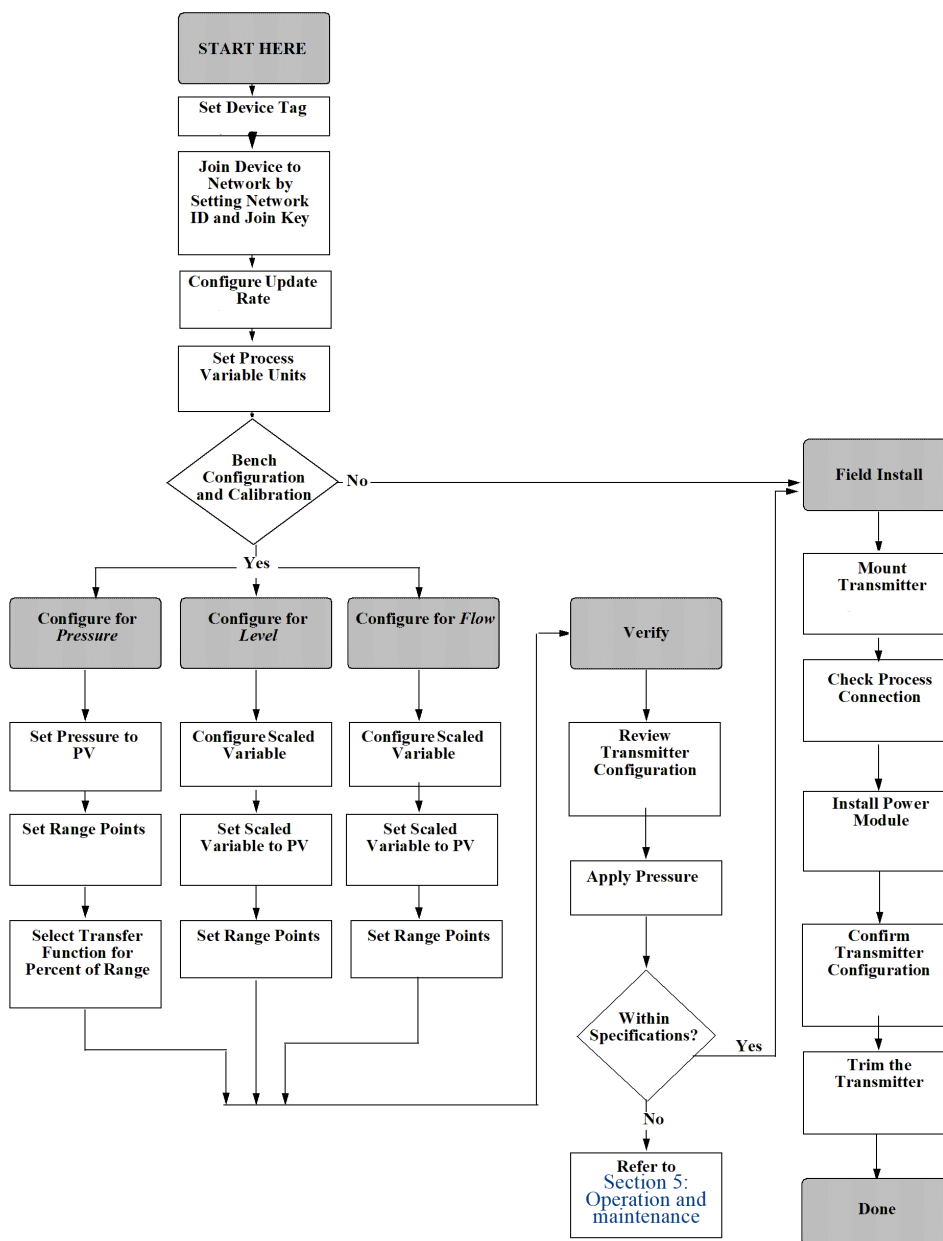 START HERE
Set Device Tag
Join Device to
Network by
Setting Network
ID and Join Key
Configure Update
Rate
Set Process
Variable Units
Bench
Configuration
and Calibration
No
Yes
Configure for
Pressure
Set Pressure to
PV
Set Range Points
Select Transfer
Function for
Percent of Range
Configure for
Level
Configure Scaled
Variable
Set Scaled
Variable to PV
Set Range Points
Configure for Flow
Configure Scaled
Variable
Set Scaled
Variable to PV
Set Range Points
Verify
Review
Transmitter
Configuration
Apply Pressure
Within
Specifications?
Yes
No
Refer to
Section 5:
Operation and
maintenance
Field Install
Mount
Transmitter
Check Process
Connection
Install Power
Module
Confirm
Transmitter
Configuration
Trim the
Transmitter
Done